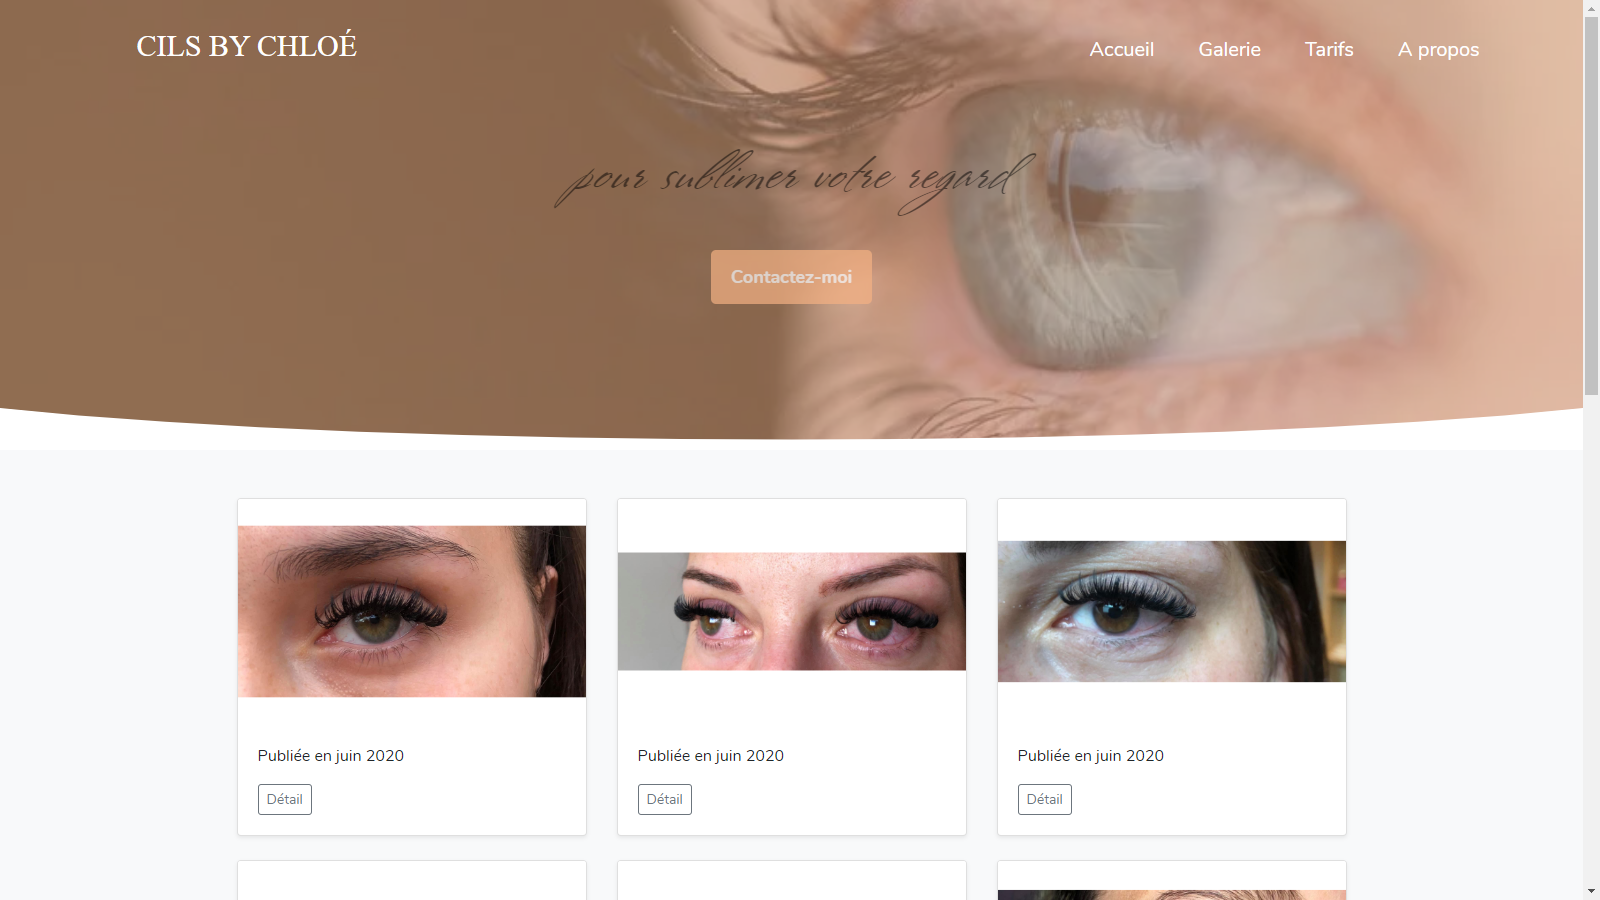 CILS BY CHLOÉ
Accueil Galerie Tarifs A propos
pour sublimer votre regard
Contactez-moi
Publiée en juin 2020
Détail
Publiée en juin 2020
Détail
Publiée en juin 2020
Détail